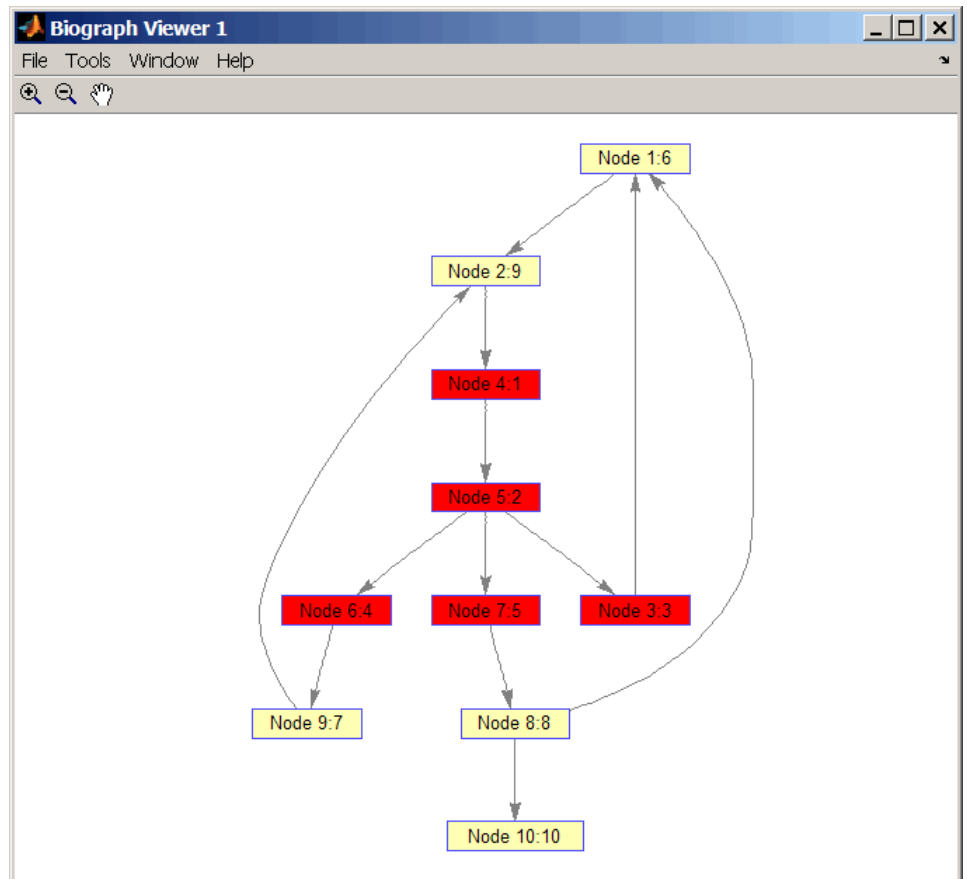 Biograph Viewer 1
File Tools Window Help
Node 1:6
Node 2:9
Node 4:1
Node 5:2
Node 6:4 Node 7:5 Node 3:3
Node 9:7 Node 8:8
Node 10:10